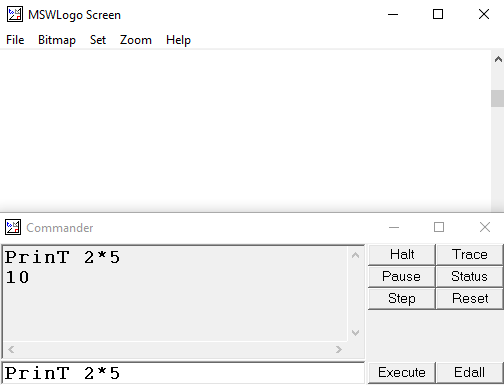 MSWLogo Screen
File Bitmap Set Zoom Help
Commander
PrinT 2*5
10
Halt Trace
Pause Status
Step Reset
PrinT 2*5
Execute Edall